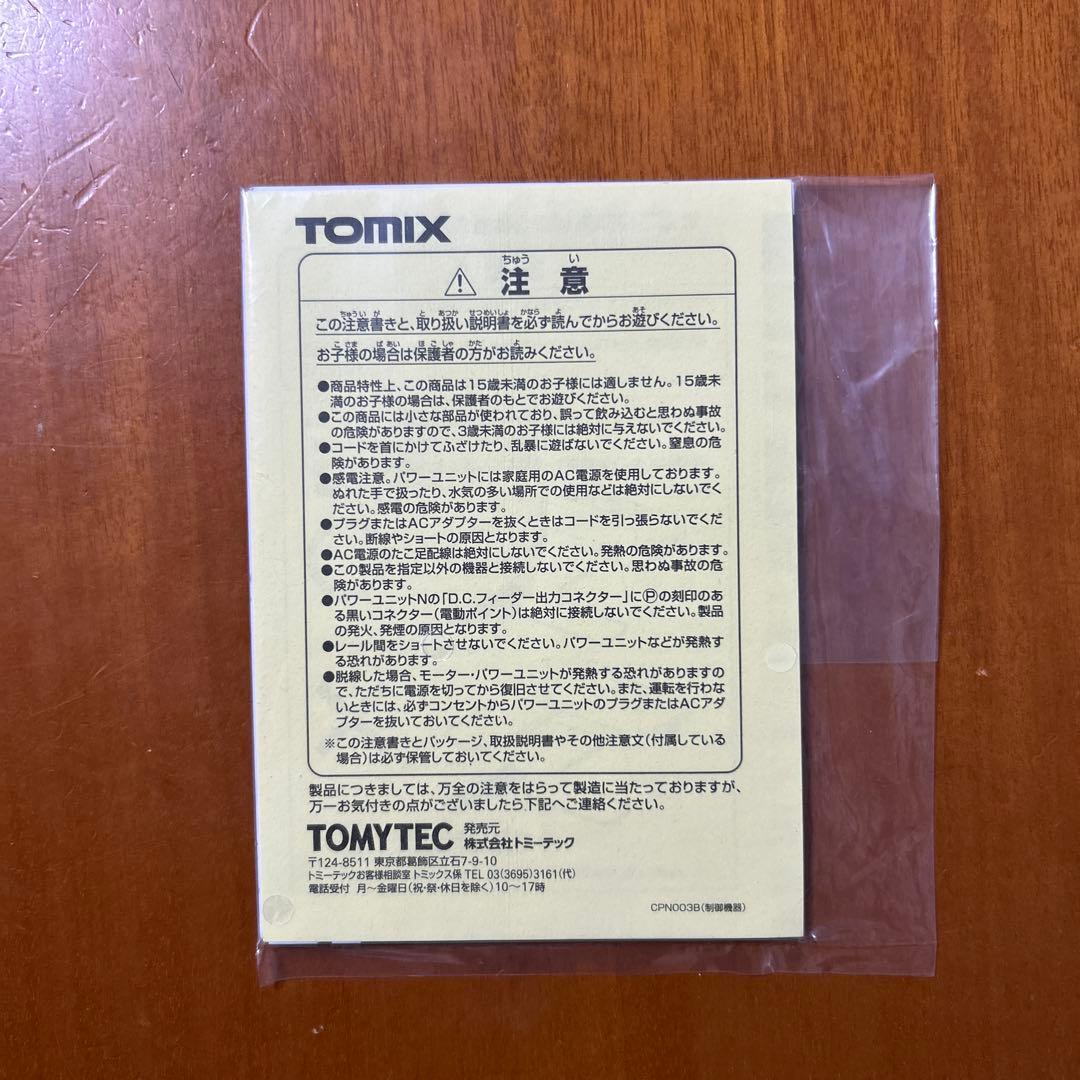 TOMIX
ちゅう い
⚠ 注意
ちゅうい が と あつか せつめいしょ かなら よ あそ
この注意書きと、取り扱い説明書を必ず読んでからお遊びください。
こ さま ば あい ほ ご しゃ かた よ
お子様の場合は保護者の方がお読みください。
●商品特性上、この商品は15歳未満のお子様には適しません。15歳未
満のお子様の場合は、保護者のもとでお遊びください。
●この商品には小さな部品が使われており、誤って飲み込むと思わぬ事故
の危険がありますので、3歳未満のお子様には絶対に与えないでください。
●コードを首にかけてふざけたり、乱暴に遊ばないでください。窒息の危
険があります。
●感電注意。パワーユニットには家庭用のAC電源を使用しております。
ぬれた手で扱ったり、水気の多い場所での使用などは絶対にしないでく
ださい。感電の危険があります。
●プラグまたはACアダプターを抜くときはコードを引っ張らないでくだ
さい。断線やショートの原因となります。
●AC電源のたこ足配線は絶対にしないでください。発熱の危険があります。
●この製品を指定以外の機器と接続しないでください。思わぬ事故の危
険があります。
●パワーユニットNの「D.C.フィーダー出力コネクター」にⓅの刻印のあ
る黒いコネクター(電動ポイント)は絶対に接続しないでください。製品
の発火、発煙の原因となります。
●レール間をショートさせないでください。パワーユニットなどが発熱す
る恐れがあります。
●脱線した場合、モーター・パワーユニットが発熱する恐れがありますの
で、ただちに電源を切ってから復旧させてください。また、運転を行わな
いときには、必ずコンセントからパワーユニットのプラグまたはACアダ
プターを抜いておいてください。
※この注意書きとパッケージ、取扱説明書やその他注意文(付属している
場合)は必ず保管しておいてください。
製品につきましては、万全の注意をはらって製造に当たっておりますが、
万一お気付きの点がございましたら下記へご連絡ください。
TOMYTEC 発売元 株式会社トミーテック
〒124-8511 東京都葛飾区立石7-9-10
トミーテックお客様相談室 トミックス係 TEL 03(3695)3161(代)
電話受付 月〜金曜日(祝・祭・休日を除く)10〜17時
CPN003B(制御機器)